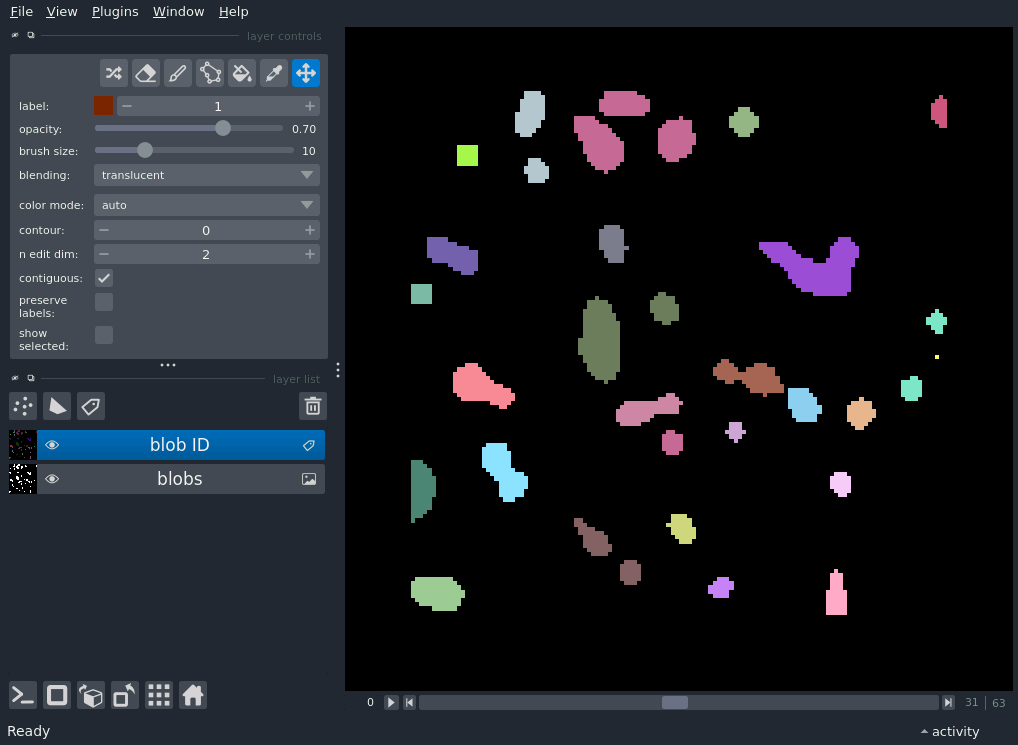 File View Plugins Window Help
layer controls
label: 1
opacity: 0.70
brush size: 10
blending: translucent
color mode: auto
contour: 0
n edit dim: 2
contiguous:
preserve
labels:
show
selected:
layer list
blob ID
blobs
0 31 | 63
Ready activity